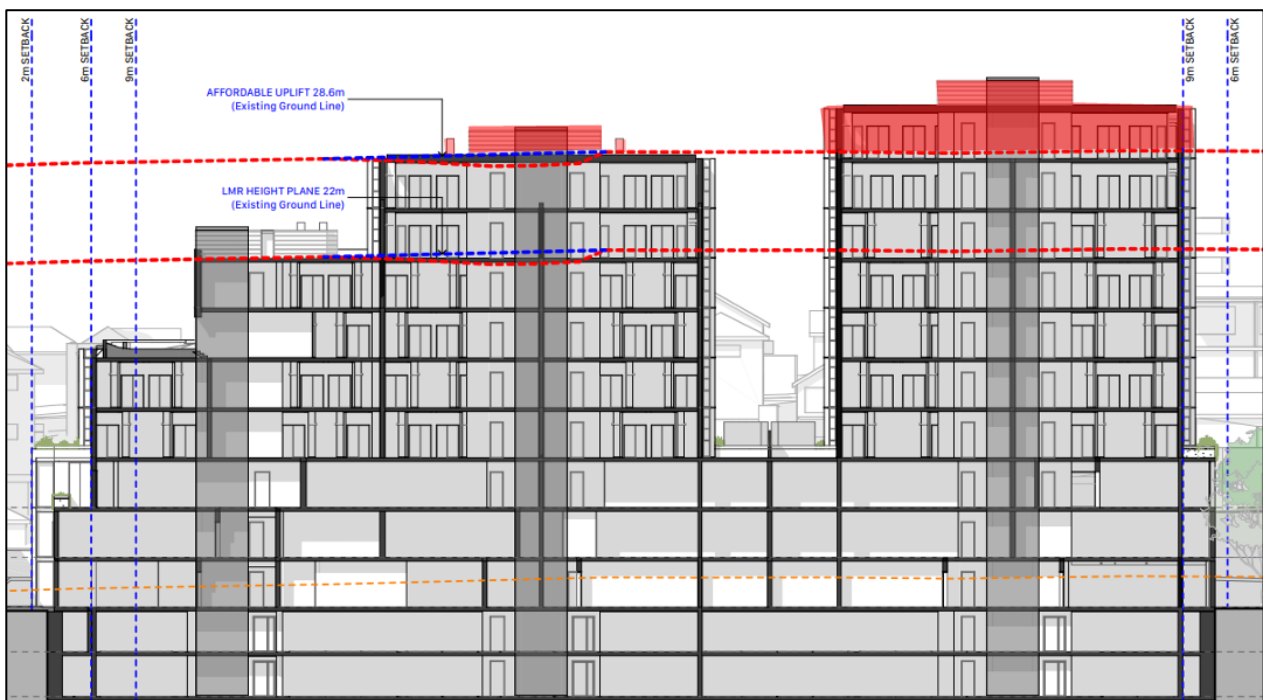 2m SETBACK
6m SETBACK
9m SETBACK
AFFORDABLE UPLIFT 28.6m
(Existing Ground Line)
LMR HEIGHT PLANE 22m
(Existing Ground Line)
9m SETBACK
6m SETBACK